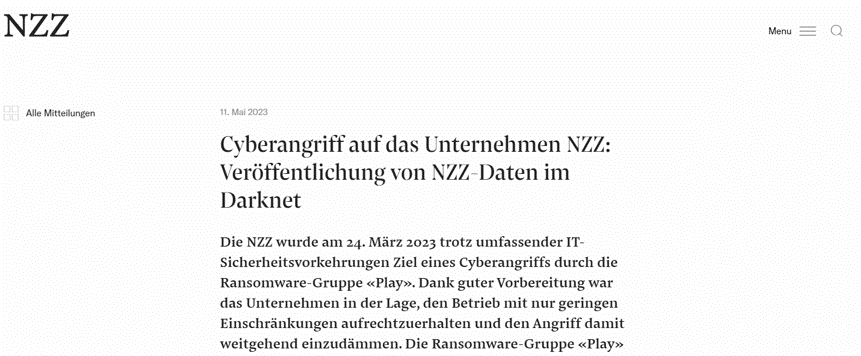 NZZ
Menu
Alle Mitteilungen
11. Mai 2023
Cyberangriff auf das Unternehmen NZZ:
Veröffentlichung von NZZ-Daten im
Darknet
Die NZZ wurde am 24. März 2023 trotz umfassender IT-
Sicherheitsvorkehrungen Ziel eines Cyberangriffs durch die
Ransomware-Gruppe «Play». Dank guter Vorbereitung war
das Unternehmen in der Lage, den Betrieb mit nur geringen
Einschränkungen aufrechtzuerhalten und den Angriff damit
weitgehend einzudämmen. Die Ransomware-Gruppe «Play»